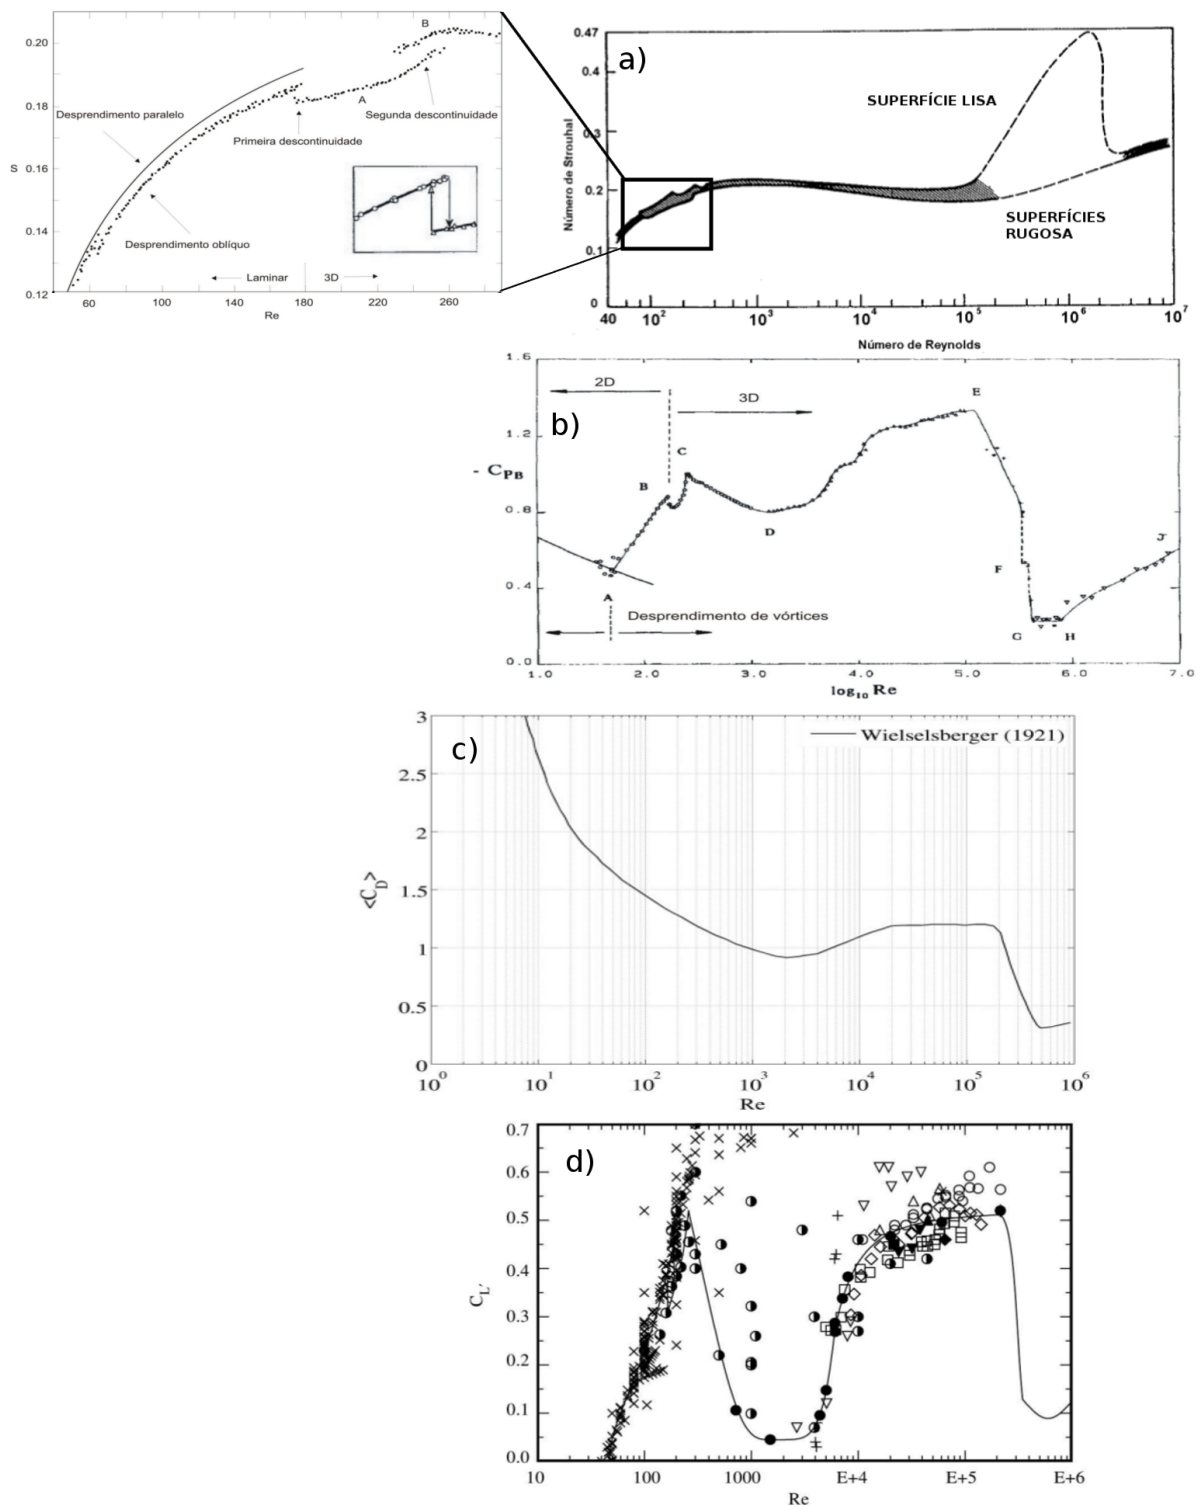 B
0.20
0.18
A
Desprendimento paralelo
Segunda descontinuidade
Primeira descontinuidade
S
0.16
Desprendimento oblíquo
0.14
Laminar
3D
0.12
60
100
140
180
220
260
Re
a)
0.47
0.4
SUPERFÍCIE LISA
0.3
Número de Strouhal
0.2
SUPERFÍCIES
RUGOSA
0.1
0
40
10²
10³
10⁴
10⁵
10⁶
10⁷
Número de Reynolds
b)
1.6
2D
3D
E
1.2
C
- CPB
B
0.8
D
J
F
0.4
A
Desprendimento de vórtices
G
H
0.0
1.0
2.0
3.0
4.0
5.0
6.0
7.0
log₁₀ Re
c)
3
Wielselsberger (1921)
2.5
2
<C_D>
1.5
1
0.5
0
10⁰
10¹
10²
10³
10⁴
10⁵
10⁶
Re
d)
0.7
0.6
0.5
0.4
C_L′
0.3
0.2
0.1
0.0
10
100
1000
E+4
E+5
E+6
Re